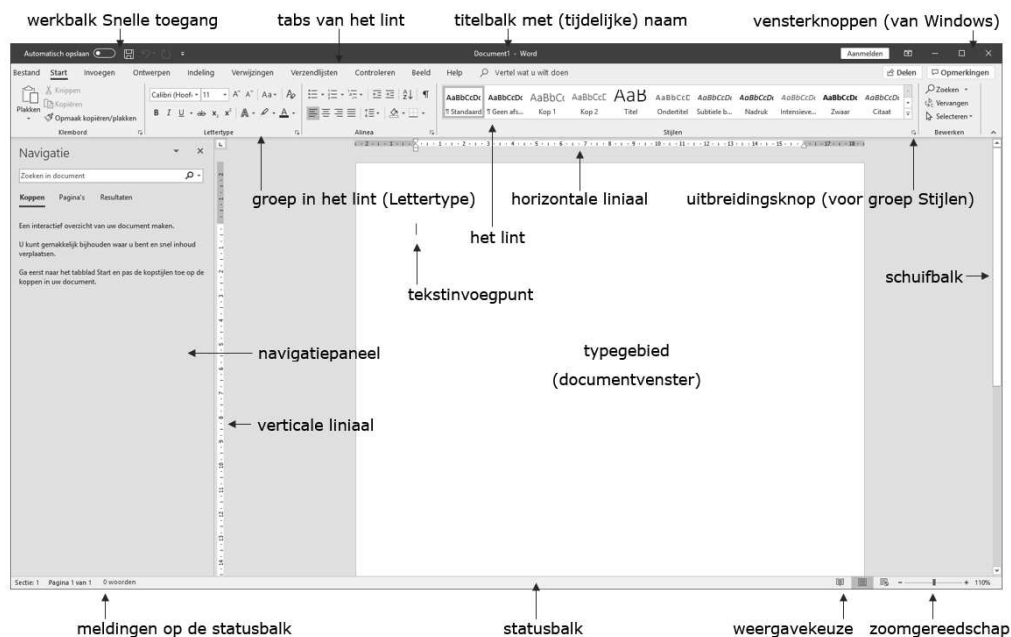 werkbalk Snelle toegang
tabs van het lint
titelbalk met (tijdelijke) naam
vensterknoppen (van Windows)
Automatisch opslaan
Document1 - Word
Aanmelden
Bestand Start Invoegen Ontwerpen Indeling Verwijzingen Verzendlijsten Controleren Beeld Help Vertel wat u wilt doen
Delen Opmerkingen
Plakken
Knippen
Kopiëren
Opmaak kopiëren/plakken
Klembord
Calibri (Hoofd 11
Lettertype
Alinea
AaBbCcDc AaBbCcDc AaBbCc AaBbCcD AaB AaBbCcC AaBbCcDc AaBbCcDc AaBbCcDc AaBbCcDc AaBbCcDc
¶ Standaard ¶ Geen afs... Kop 1 Kop 2 Titel Ondertitel Subtiele b... Nadruk Intensieve... Zwaar Citaat
Stijlen
Zoeken
Vervangen
Selecteren
Bewerken
Navigatie
Zoeken in document
Koppen Pagina's Resultaten
Een interactief overzicht van uw document maken.
U kunt gemakkelijk bijhouden waar u bent en snel inhoud
verplaatsen.
Ga eerst naar het tabblad Start en pas de kopstijlen toe op de
koppen in uw document.
groep in het lint (Lettertype)
horizontale liniaal
uitbreidingsknop (voor groep Stijlen)
het lint
schuifbalk
tekstinvoegpunt
navigatiepaneel
typegebied
(documentvenster)
verticale liniaal
Sectie: 1 Pagina 1 van 1 0 woorden
110%
meldingen op de statusbalk
statusbalk
weergavekeuze
zoomgereedschap